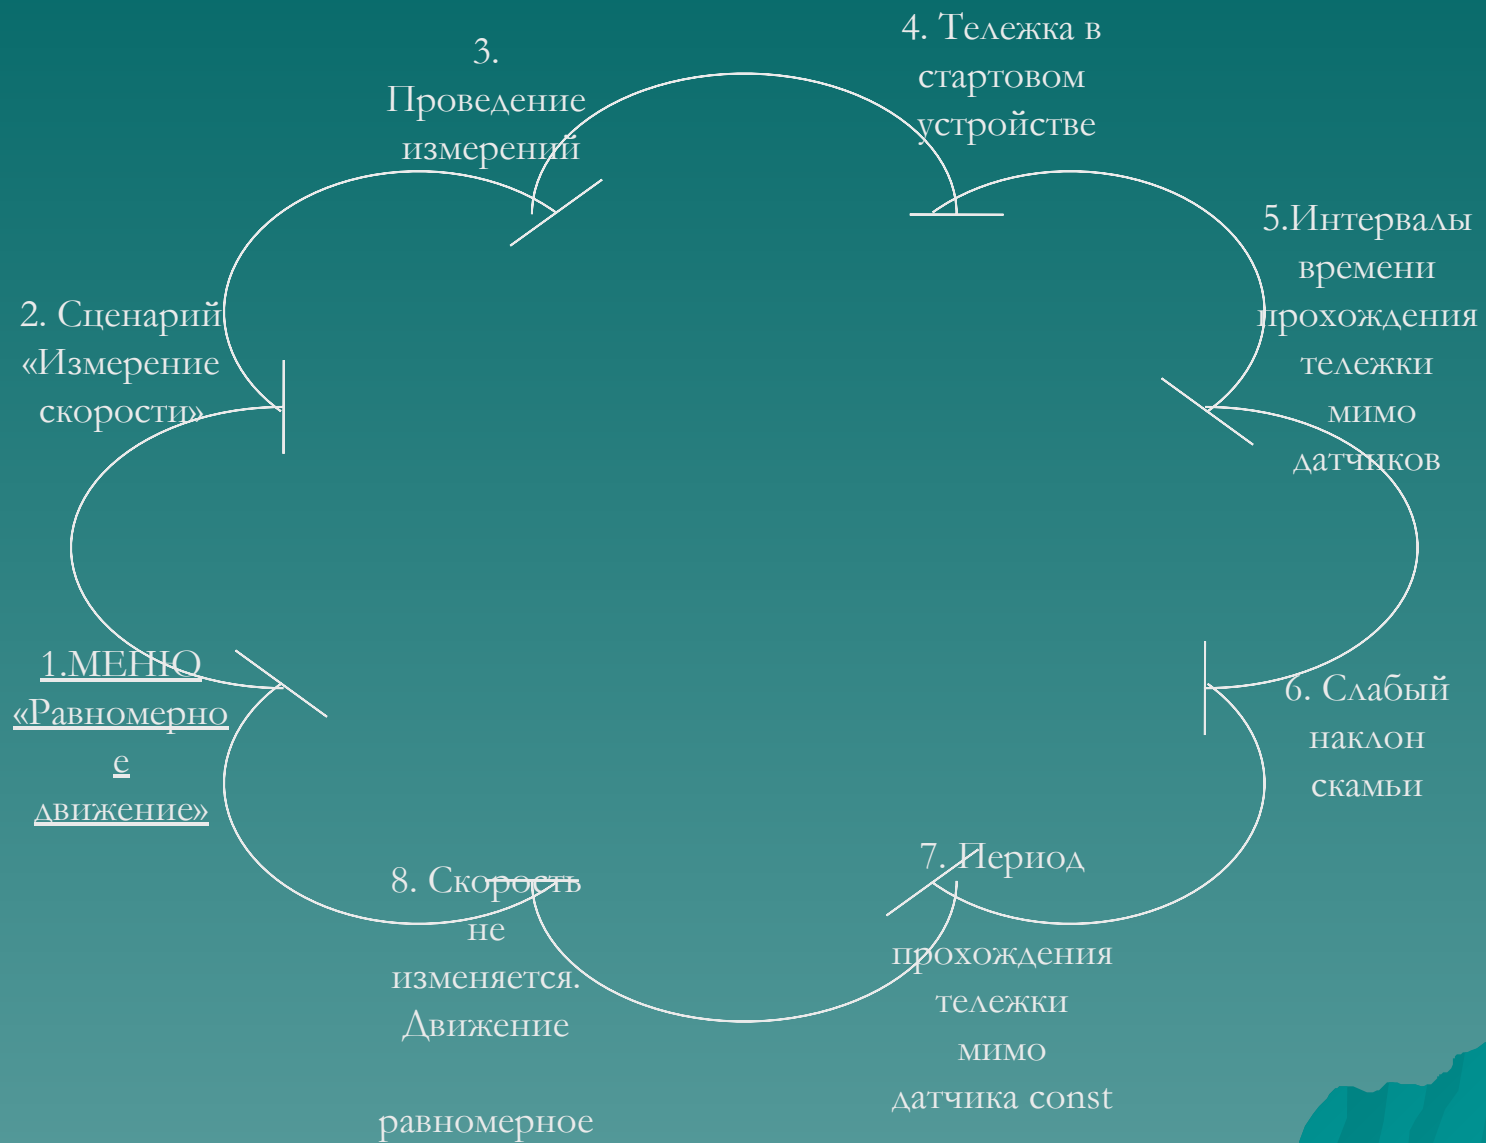 1.МЕНЮ
«Равномерно
е
движение»
2. Сценарий
«Измерение
скорости»
3.
Проведение
измерений
4. Тележка в
стартовом
устройстве
5.Интервалы
времени
прохождения
тележки
мимо
датчиков
6. Слабый
наклон
скамьи
7. Период
прохождения
тележки
мимо
датчика const
8. Скорость
не
изменяется.
Движение
равномерное